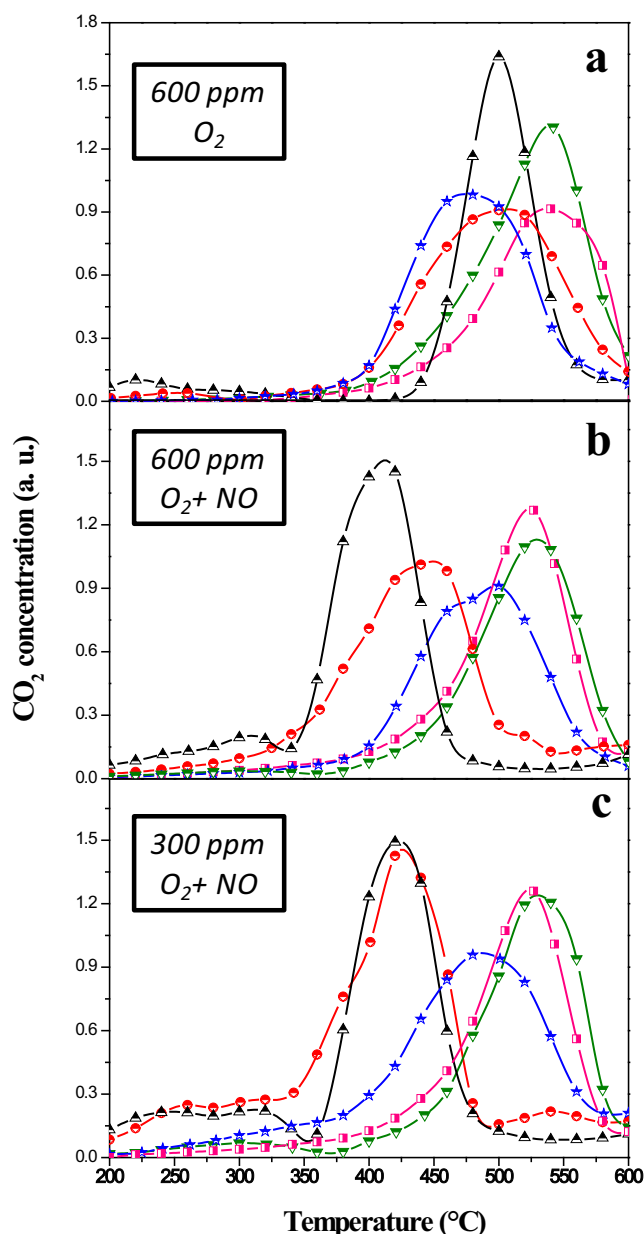 a
600 ppm
O2
1.8
1.5
1.2
0.9
0.6
0.3
0.0
b
600 ppm
O2+ NO
1.5
1.2
0.9
0.6
0.3
0.0
c
300 ppm
O2+ NO
1.5
1.2
0.9
0.6
0.3
0.0
200 250 300 350 400 450 500 550 600
CO2 concentration (a. u.)
Temperature (°C)